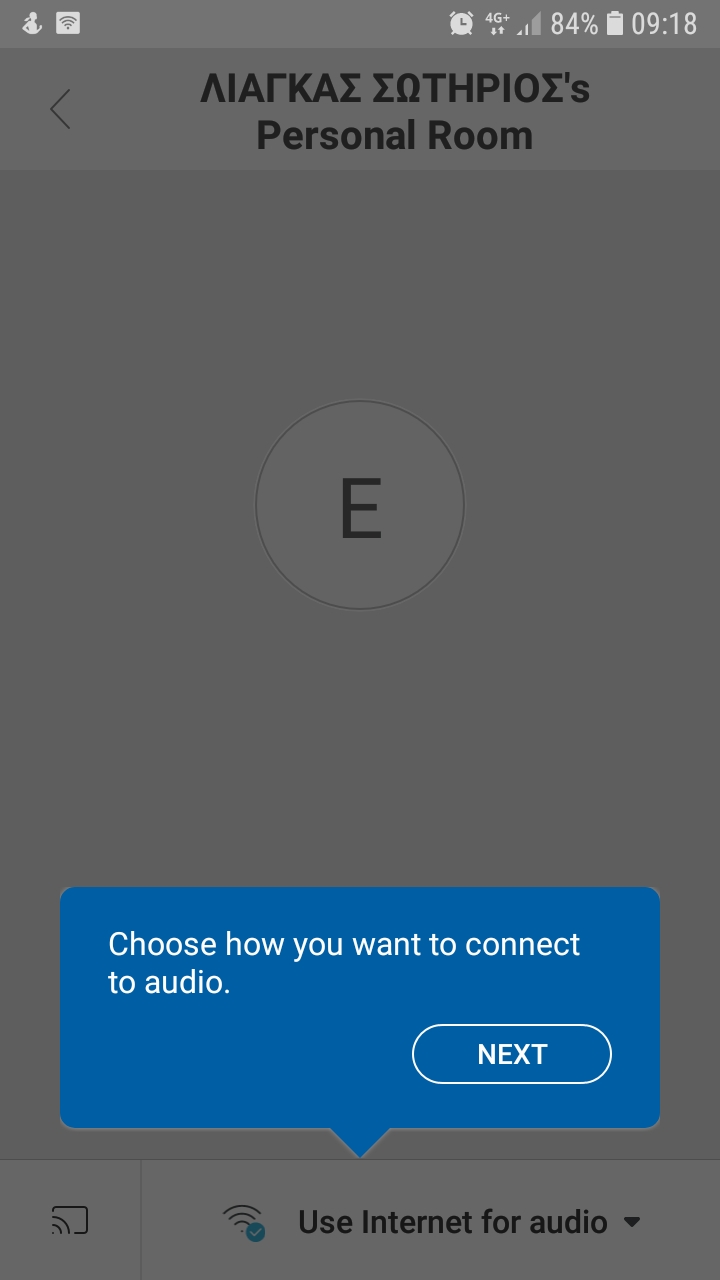 4G+ 84% 09:18
ΛΙΑΓΚΑΣ ΣΩΤΗΡΙΟΣ's
Personal Room
E
Choose how you want to connect
to audio.
NEXT
Use Internet for audio